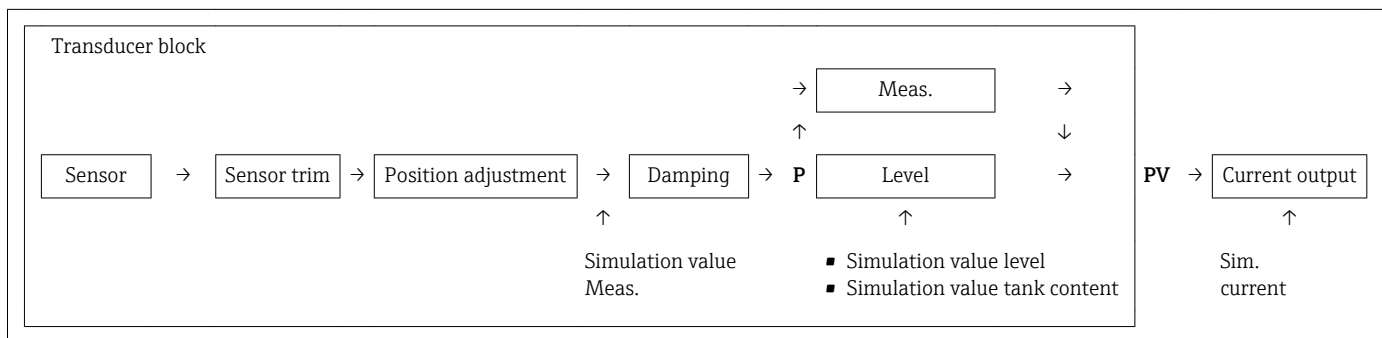 Transducer block
→ Meas. →
↑ ↓
Sensor → Sensor trim → Position adjustment → Damping → P Level → PV → Current output
↑ ↑ ↑
Simulation value ▪ Simulation value level Sim.
Meas. ▪ Simulation value tank content current